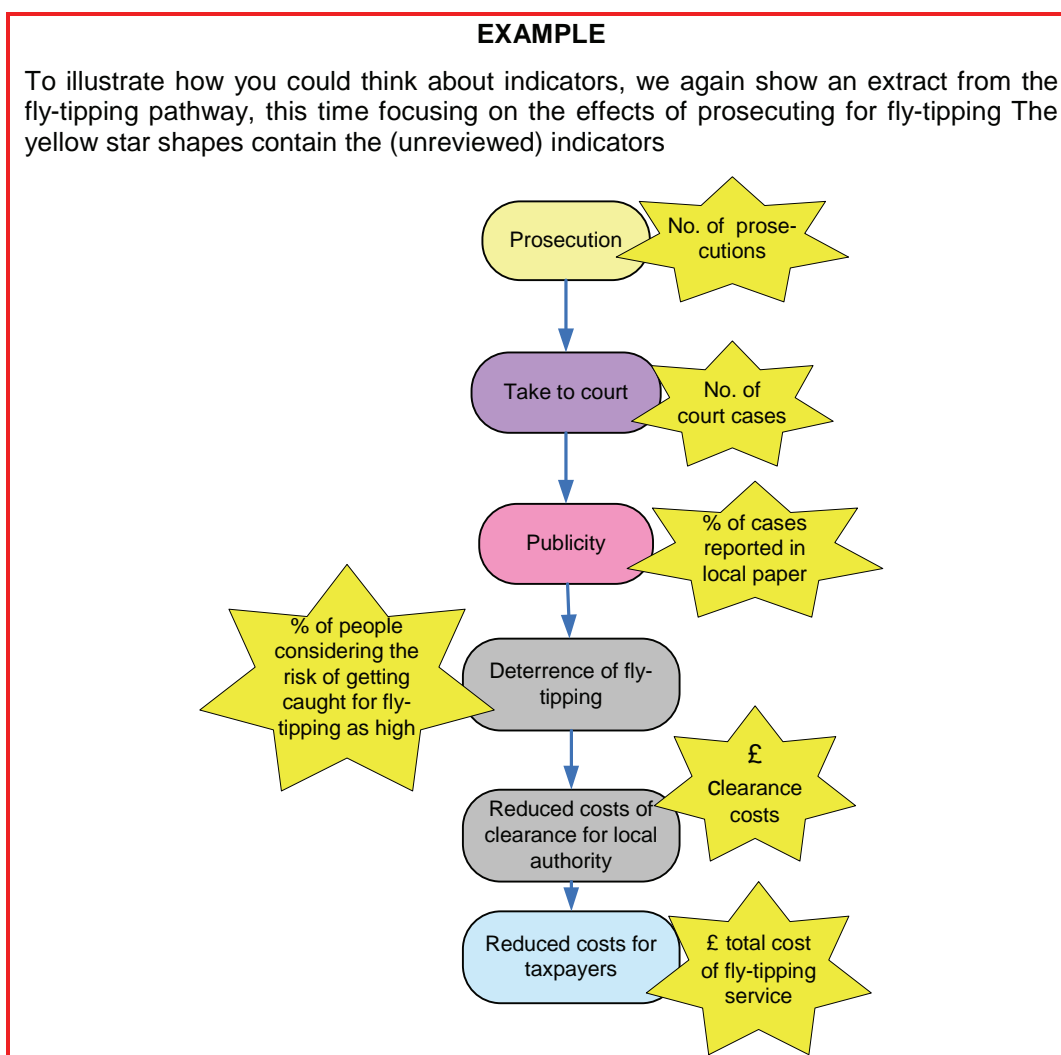 EXAMPLE
To illustrate how you could think about indicators, we again show an extract from the
fly-tipping pathway, this time focusing on the effects of prosecuting for fly-tipping The
yellow star shapes contain the (unreviewed) indicators
Prosecution
No. of prose-
cutions
Take to court
No. of
court cases
Publicity
% of cases
reported in
local paper
% of people
considering the
risk of getting
caught for fly-
tipping as high
Deterrence of fly-
tipping
£
Clearance
costs
Reduced costs of
clearance for local
authority
Reduced costs for
taxpayers
£ total cost
of fly-tipping
service